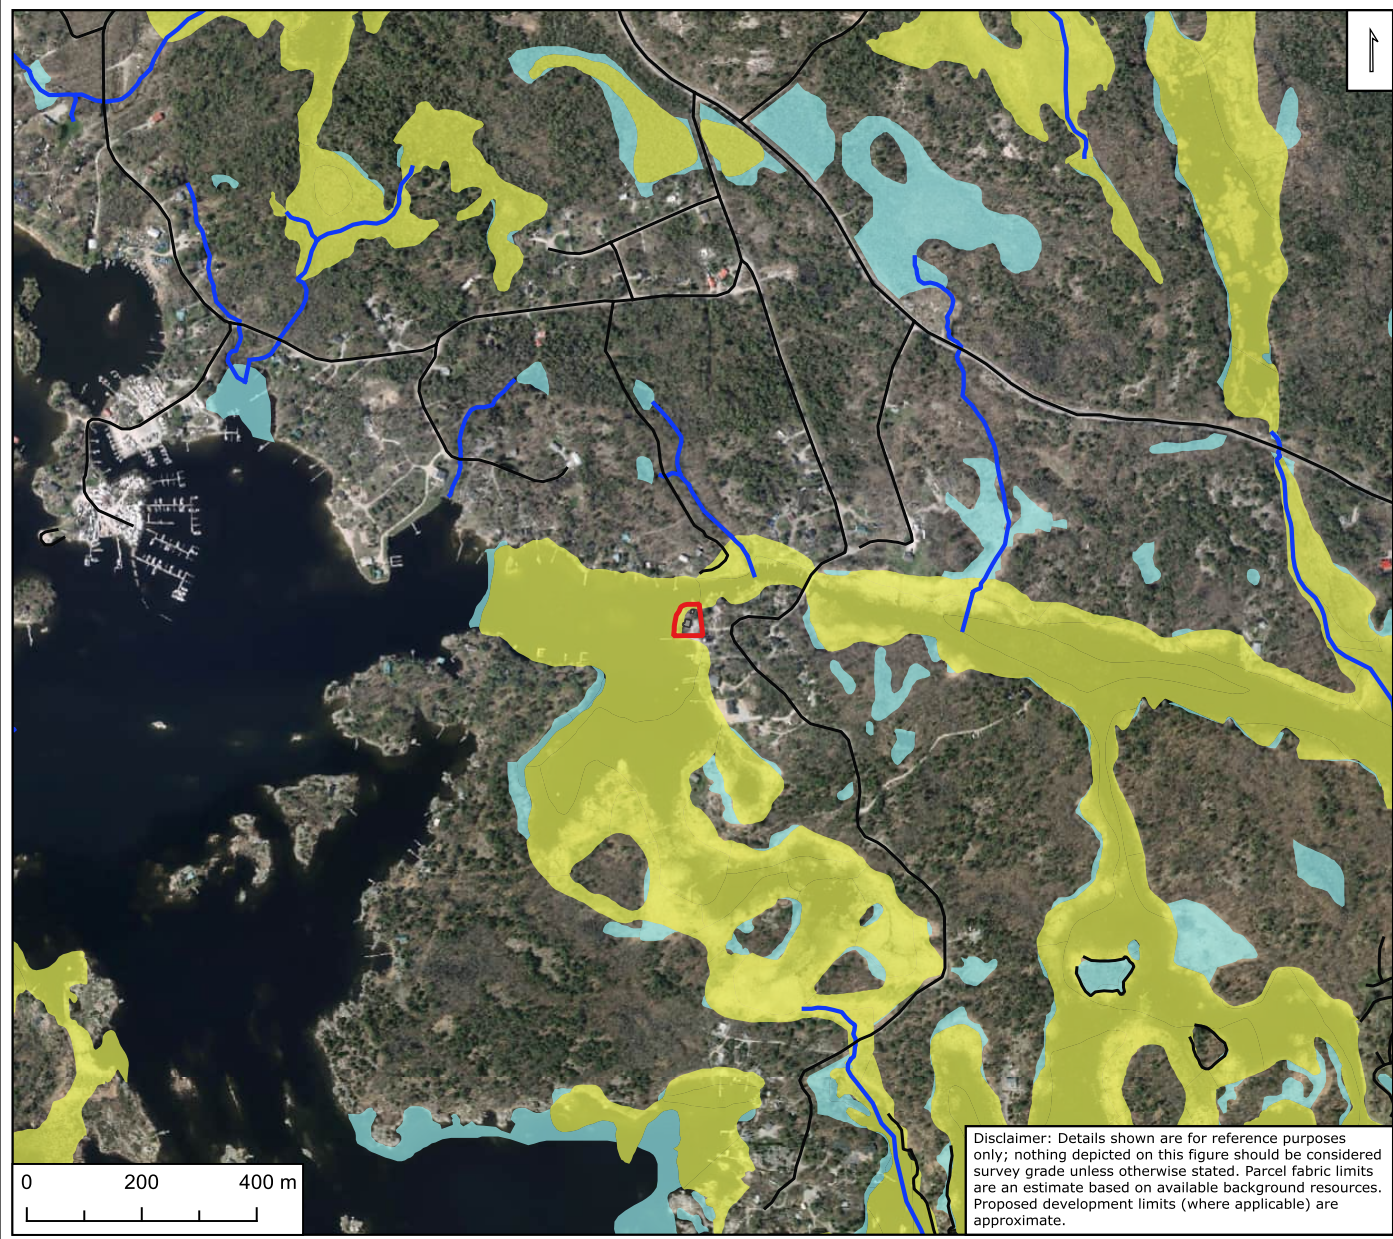 0 200 400 m
Disclaimer: Details shown are for reference purposes
only; nothing depicted on this figure should be considered
survey grade unless otherwise stated. Parcel fabric limits
are an estimate based on available background resources.
Proposed development limits (where applicable) are
approximate.